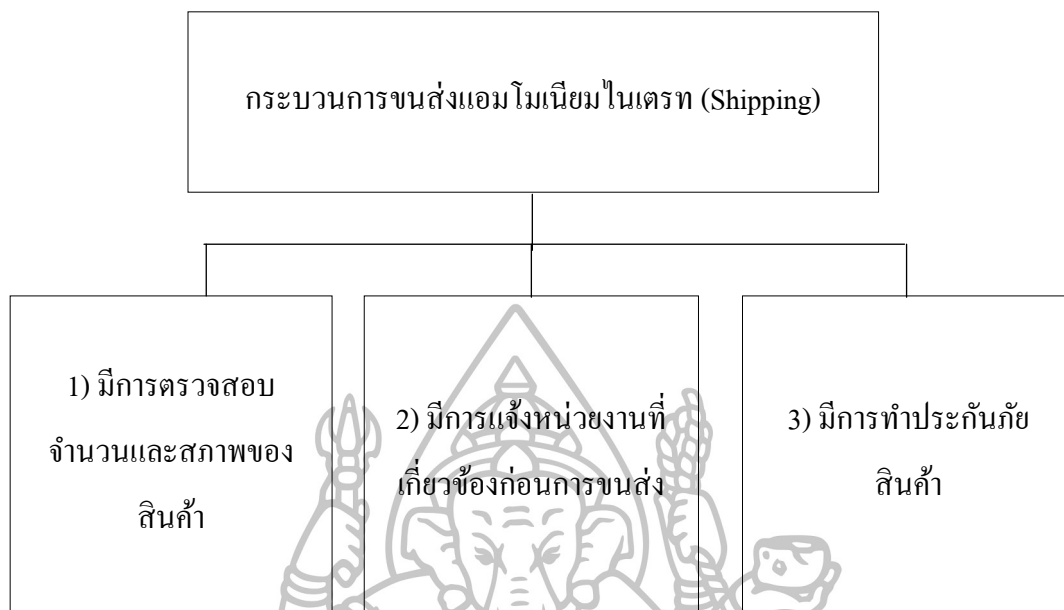 กระบวนการขนส่งแอมโมเนียมไนเตรท (Shipping)
1) มีการตรวจสอบ
จำนวนและสภาพของ
สินค้า
2) มีการแจ้งหน่วยงานที่
เกี่ยวข้องก่อนการขนส่ง
3) มีการทำประกันภัย
สินค้า